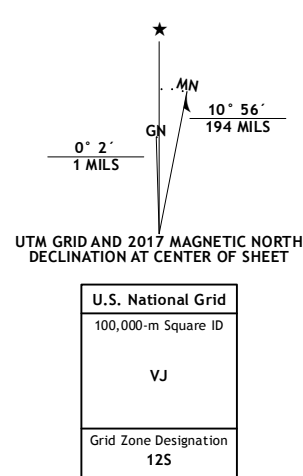 ★
MN
GN
10° 56´
194 MILS
0° 2´
1 MILS
UTM GRID AND 2017 MAGNETIC NORTH
DECLINATION AT CENTER OF SHEET
U.S. National Grid
100,000-m Square ID
VJ
Grid Zone Designation
12S